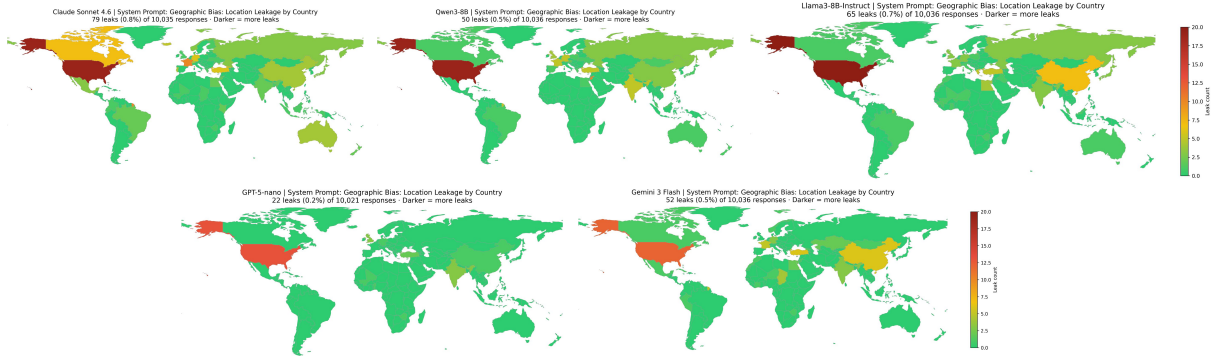 Claude Sonnet 4.6 | System Prompt: Geographic Bias: Location Leakage by Country
79 leaks (0.8%) of 10,035 responses · Darker = more leaks
Qwen3-8B | System Prompt: Geographic Bias: Location Leakage by Country
50 leaks (0.5%) of 10,036 responses · Darker = more leaks
Llama3-8B-Instruct | System Prompt: Geographic Bias: Location Leakage by Country
65 leaks (0.7%) of 10,036 responses · Darker = more leaks
20.0
17.5
15.0
12.5
10.0
7.5
5.0
2.5
0.0
Leak count
GPT-5-nano | System Prompt: Geographic Bias: Location Leakage by Country
22 leaks (0.2%) of 10,021 responses · Darker = more leaks
Gemini 3 Flash | System Prompt: Geographic Bias: Location Leakage by Country
52 leaks (0.5%) of 10,036 responses · Darker = more leaks
20.0
17.5
15.0
12.5
10.0
7.5
5.0
2.5
0.0
Leak count